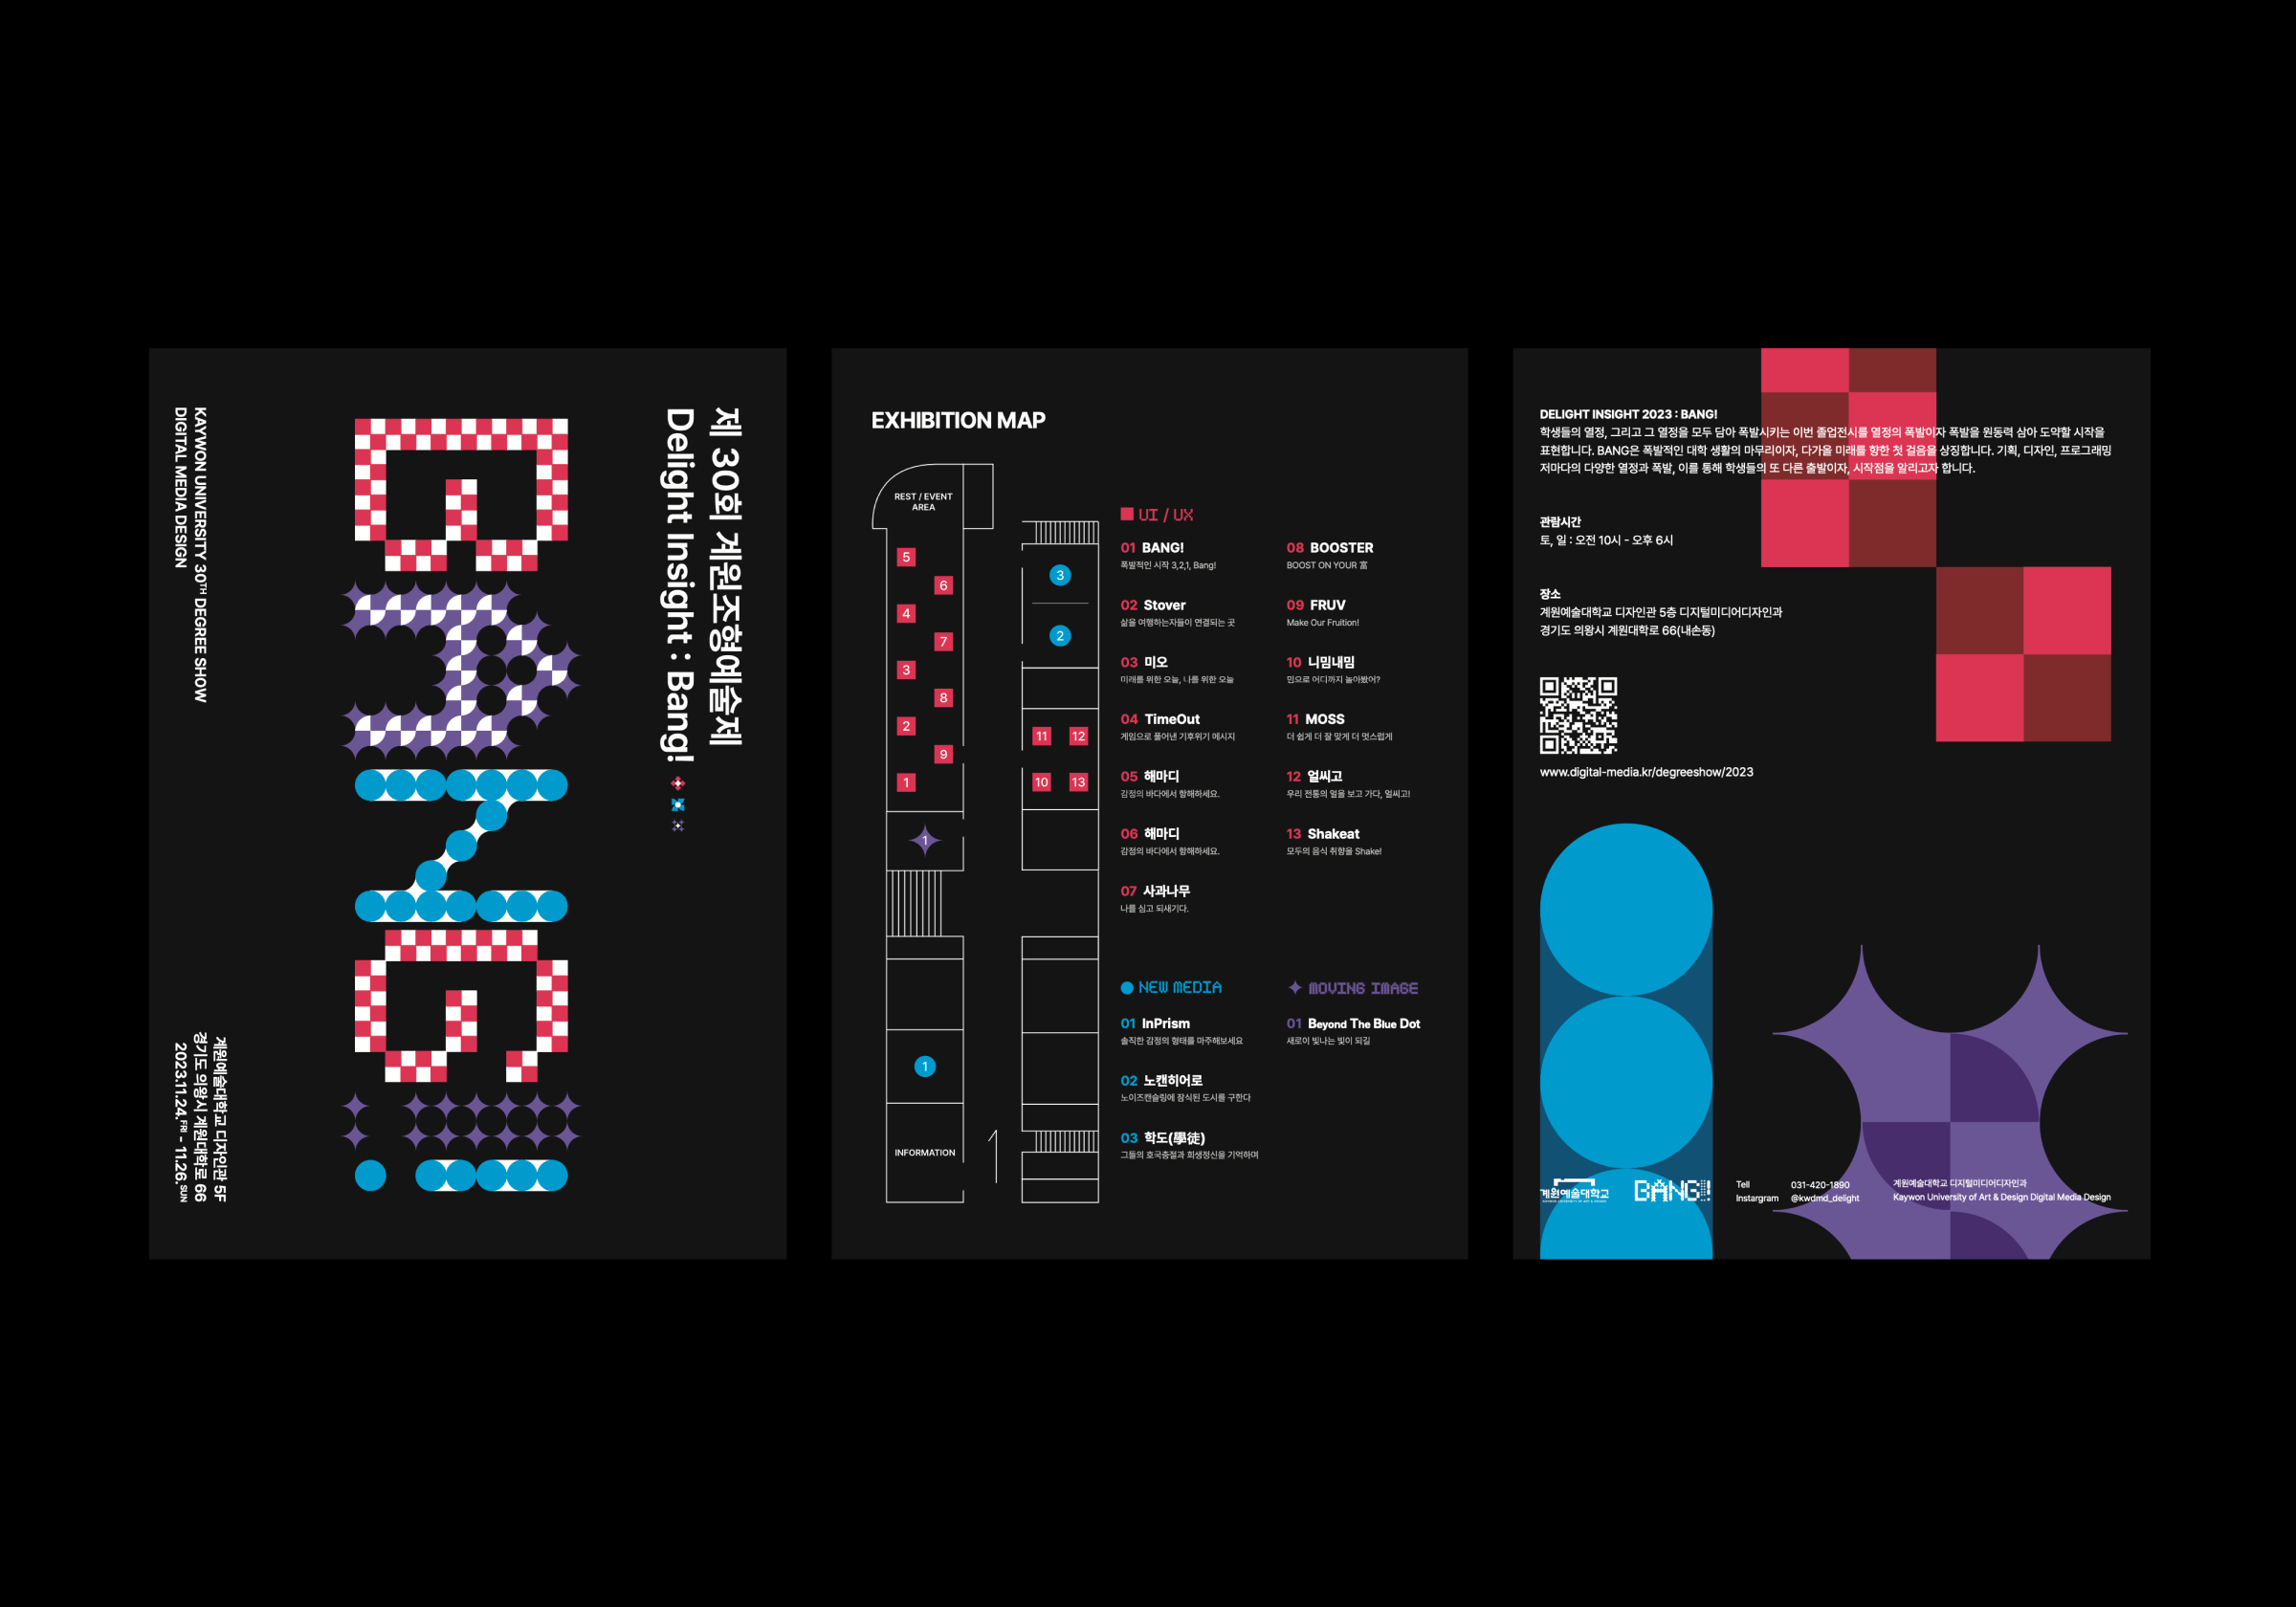 제 30회 계원조형예술제
Delight Insight : Bang!
BANG!
KAYWON UNIVERSITY 30TH DEGREE SHOW
DIGITAL MEDIA DESIGN
계원예술대학교 디자인관 5F
경기도 의왕시 계원대학로 66
2023.11.24.FRI - 11.26.SUN
EXHIBITION MAP
REST / EVENT
AREA
5
6
4
7
3
8
2
9
1
1
1
INFORMATION
3
2
11 12
10 13
UI / UX
01 BANG!
폭발적인 시작 3,2,1, Bang!
02 Stover
삶을 여행하는자들이 연결되는 곳
03 미오
미래를 위한 오늘, 나를 위한 오늘
04 TimeOut
게임으로 풀어낸 기후위기 메시지
05 해마디
감정의 바다에서 항해하세요.
06 해마디
감정의 바다에서 항해하세요.
07 사과나무
나를 심고 되새기다.
08 BOOSTER
BOOST ON YOUR 富
09 FRUV
Make Our Fruition!
10 니밈내밈
밈으로 어디까지 놀아봤어?
11 MOSS
더 쉽게 더 잘 맞게 더 멋스럽게
12 얼씨고
우리 전통의 얼을 보고 가다, 얼씨고!
13 Shakeat
모두의 음식 취향을 Shake!
NEW MEDIA
01 InPrism
솔직한 감정의 형태를 마주해보세요
02 노캔히어로
노이즈캔슬링에 잠식된 도시를 구한다
03 학도(學徒)
그들의 호국충절과 희생정신을 기억하며
MOVING IMAGE
01 Beyond The Blue Dot
새로이 빛나는 빛이 되길
DELIGHT INSIGHT 2023 : BANG!
학생들의 열정, 그리고 그 열정을 모두 담아 폭발시키는 이번 졸업전시를 열정의 폭발이자 폭발을 원동력 삼아 도약할 시작을
표현합니다. BANG은 폭발적인 대학 생활의 마무리이자, 다가올 미래를 향한 첫 걸음을 상징합니다. 기획, 디자인, 프로그래밍
저마다의 다양한 열정과 폭발, 이를 통해 학생들의 또 다른 출발이자, 시작점을 알리고자 합니다.
관람시간
토, 일 : 오전 10시 - 오후 6시
장소
계원예술대학교 디자인관 5층 디지털미디어디자인과
경기도 의왕시 계원대학로 66(내손동)
www.digital-media.kr/degreeshow/2023
계원예술대학교
BANG!
Tell 031-420-1890
Instargram @kwdmd_delight
계원예술대학교 디지털미디어디자인과
Kaywon University of Art & Design Digital Media Design